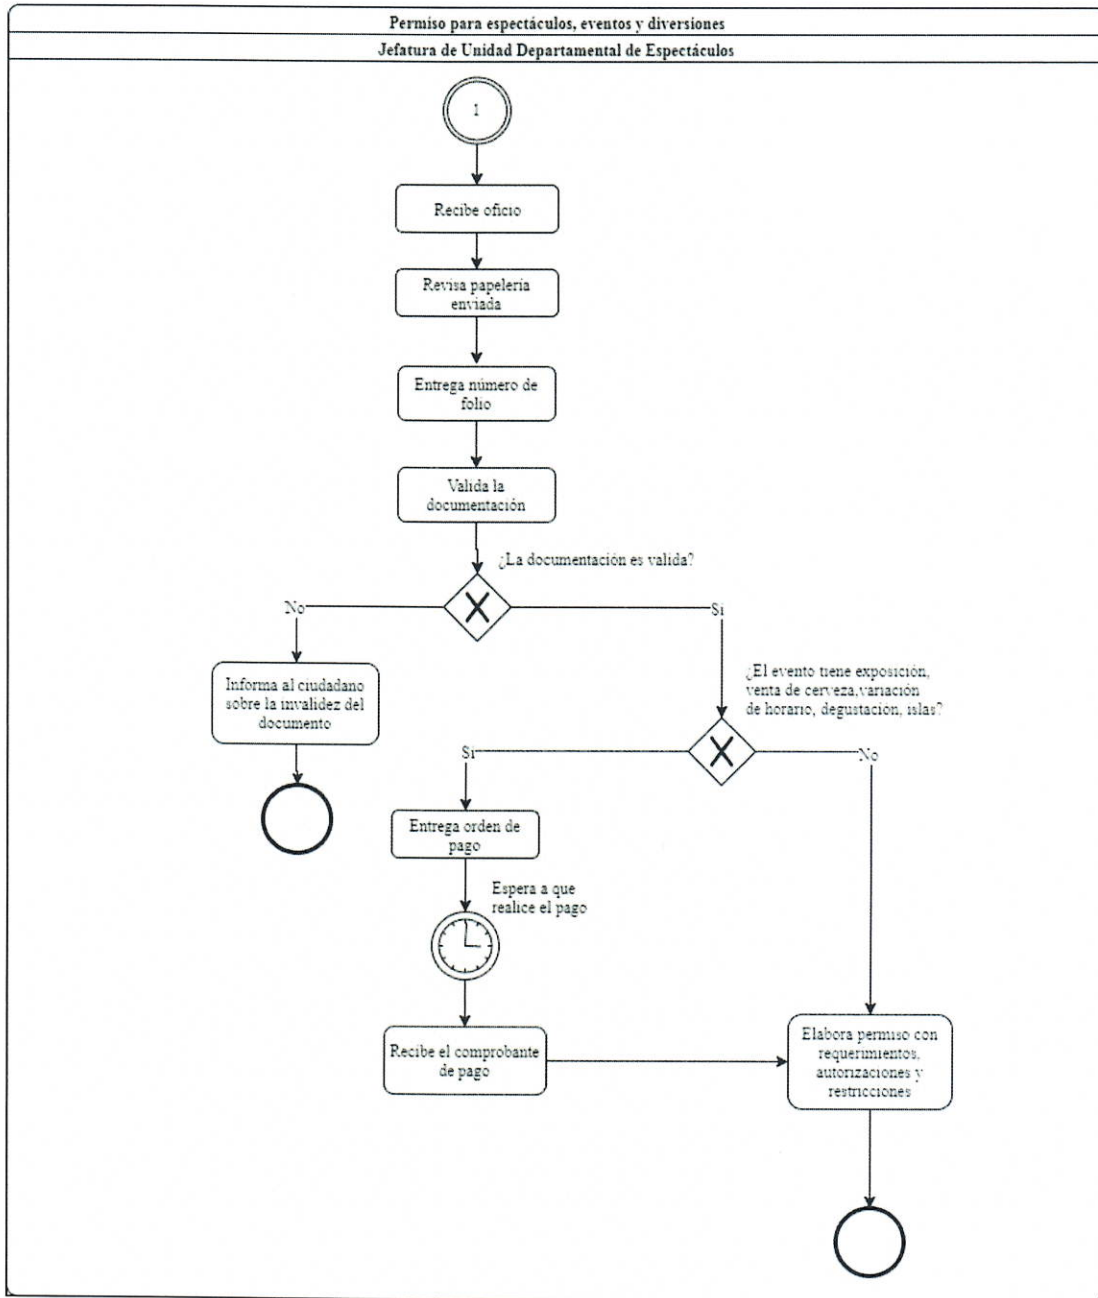 Permiso para espectáculos, eventos y diversiones
Jefatura de Unidad Departamental de Espectáculos
1
Recibe oficio
Revisa papelería
enviada
Entrega número de
folio
Valida la
documentación
¿La documentación es valida?
No
Si
Informa al ciudadano
sobre la invalidez del
documento
¿El evento tiene exposición,
venta de cerveza,variación
de horario, degustación, islas?
Si
No
Entrega orden de
pago
Espera a que
realice el pago
Recibe el comprobante
de pago
Elabora permiso con
requerimientos,
autorizaciones y
restricciones